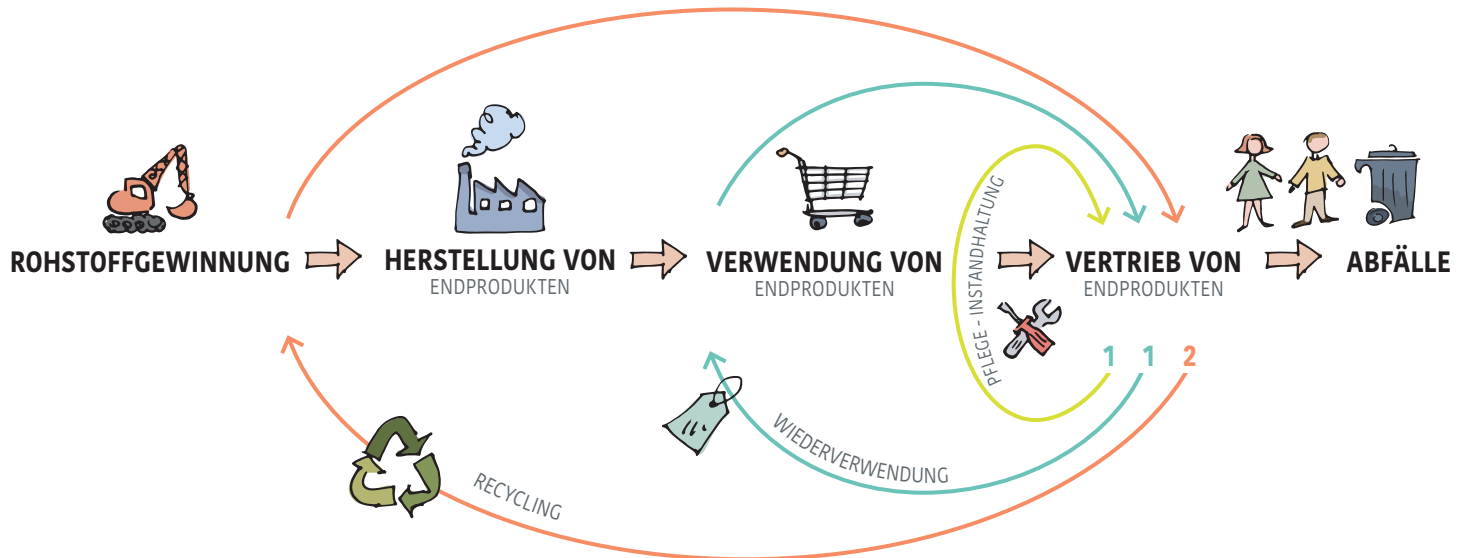 ROHSTOFFGEWINNUNG
HERSTELLUNG VON
ENDPRODUKTEN
VERWENDUNG VON
ENDPRODUKTEN
PFLEGE - INSTANDHALTUNG
VERTRIEB VON
ENDPRODUKTEN
ABFÄLLE
1 1 2
WIEDERVERWENDUNG
RECYCLING